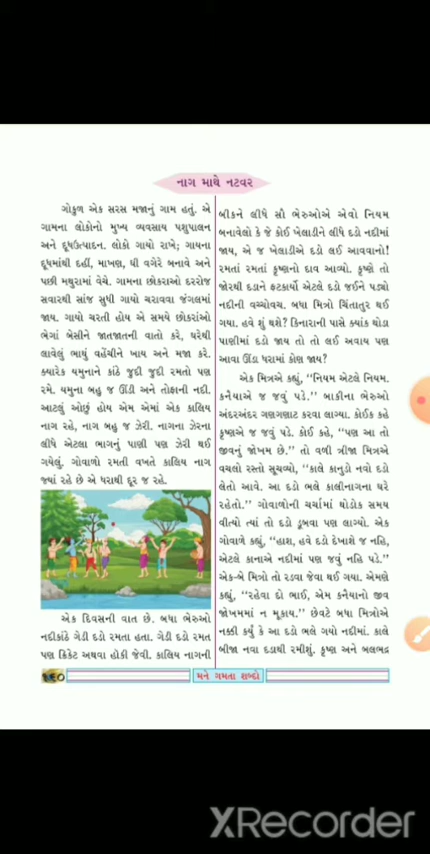 નાગ માથે નટવર
ગોકુળ એક સરસ મજાનું ગામ હતું. એ
ગામના લોકોનો મુખ્ય વ્યવસાય પશુપાલન
અને દૂધઉત્પાદન. લોકો ગાયો રાખે; ગાયના
દૂધમાંથી દહીં, માખણ, ઘી વગેરે બનાવે અને
પછી મથુરામાં વેચે. ગામના છોકરાઓ દરરોજ
સવારથી સાંજ સુધી ગાયો ચરાવવા જંગલમાં
જાય. ગાયો ચરતી હોય એ સમયે છોકરાંઓ
ભેગાં બેસીને જાતજાતની વાતો કરે, ઘરેથી
લાવેલું ભાથું વહેંચીને ખાય અને મજા કરે.
ક્યારેક યમુનાને કાંઠે જુદી જુદી રમતો પણ
રમે. યમુના બહુ જ ઊંડી અને તોફાની નદી.
આટલું ઓછું હોય એમ એમાં એક કાલિય
નાગ રહે, નાગ બહુ જ ઝેરી. નાગના ઝેરના
લીધે એટલા ભાગનું પાણી પણ ઝેરી થઈ
ગયેલું. ગોવાળો રમતી વખતે કાલિય નાગ
જ્યાં રહે છે એ ધરાથી દૂર જ રહે.
એક દિવસની વાત છે. બધા ભેરુઓ
નદીકાંઠે ગેડી દડો રમતા હતા. ગેડી દડો રમત
પણ ક્રિકેટ અથવા હોકી જેવી. કાલિય નાગની
બીકને લીધે સૌ ભેરુઓએ એવો નિયમ
બનાવેલો કે જે કોઈ ખેલાડીને લીધે દડો નદીમાં
જાય, એ જ ખેલાડીએ દડો લઈ આવવાનો!
રમતાં રમતાં કૃષ્ણનો દાવ આવ્યો. કૃષ્ણે તો
જોરથી દડાને ફટકાર્યો એટલે દડો જઈને પડ્યો
નદીની વચ્ચોવચ. બધા મિત્રો ચિંતાતુર થઈ
ગયા. હવે શું થશે? કિનારાની પાસે ક્યાંક થોડા
પાણીમાં દડો જાય તો તો લઈ અવાય પણ
આવા ઊંડા ધરામાં કોણ જાય?
એક મિત્રએ કહ્યું, ‘‘નિયમ એટલે નિયમ.
કનૈયાએ જ જવું પડે.’’ બાકીના ભેરુઓ
અંદરઅંદર ગણગણાટ કરવા લાગ્યા. કોઈક કહે
કૃષ્ણએ જ જવું પડે. કોઈ કહે, ‘‘પણ આ તો
જીવનું જોખમ છે.’’ તો વળી ત્રીજા મિત્રએ
વચલો રસ્તો સૂચવ્યો, ‘‘કાલે કાનુડો નવો દડો
લેતો આવે. આ દડો ભલે કાલીનાગના ઘરે
રહેતો.’’ ગોવાળોની ચર્ચામાં થોડોક સમય
વીત્યો ત્યાં તો દડો ડૂબવા પણ લાગ્યો. એક
ગોવાળે કહ્યું, ‘‘હાશ, હવે દડો દેખાશે જ નહિ,
એટલે કાનાએ નદીમાં પણ જવું નહિ પડે.’’
એક-બે મિત્રો તો રડવા જેવા થઈ ગયા. એમણે
કહ્યું, ‘‘રહેવા દો ભાઈ, એમ કનૈયાનો જીવ
જોખમમાં ન મૂકાય.’’ છેવટે બધા મિત્રોએ
નક્કી કર્યું કે આ દડો ભલે ગયો નદીમાં. કાલે
બીજા નવા દડાથી રમીશું. કૃષ્ણ અને બલભદ્ર
મને ગમતા શબ્દો
XRecorder